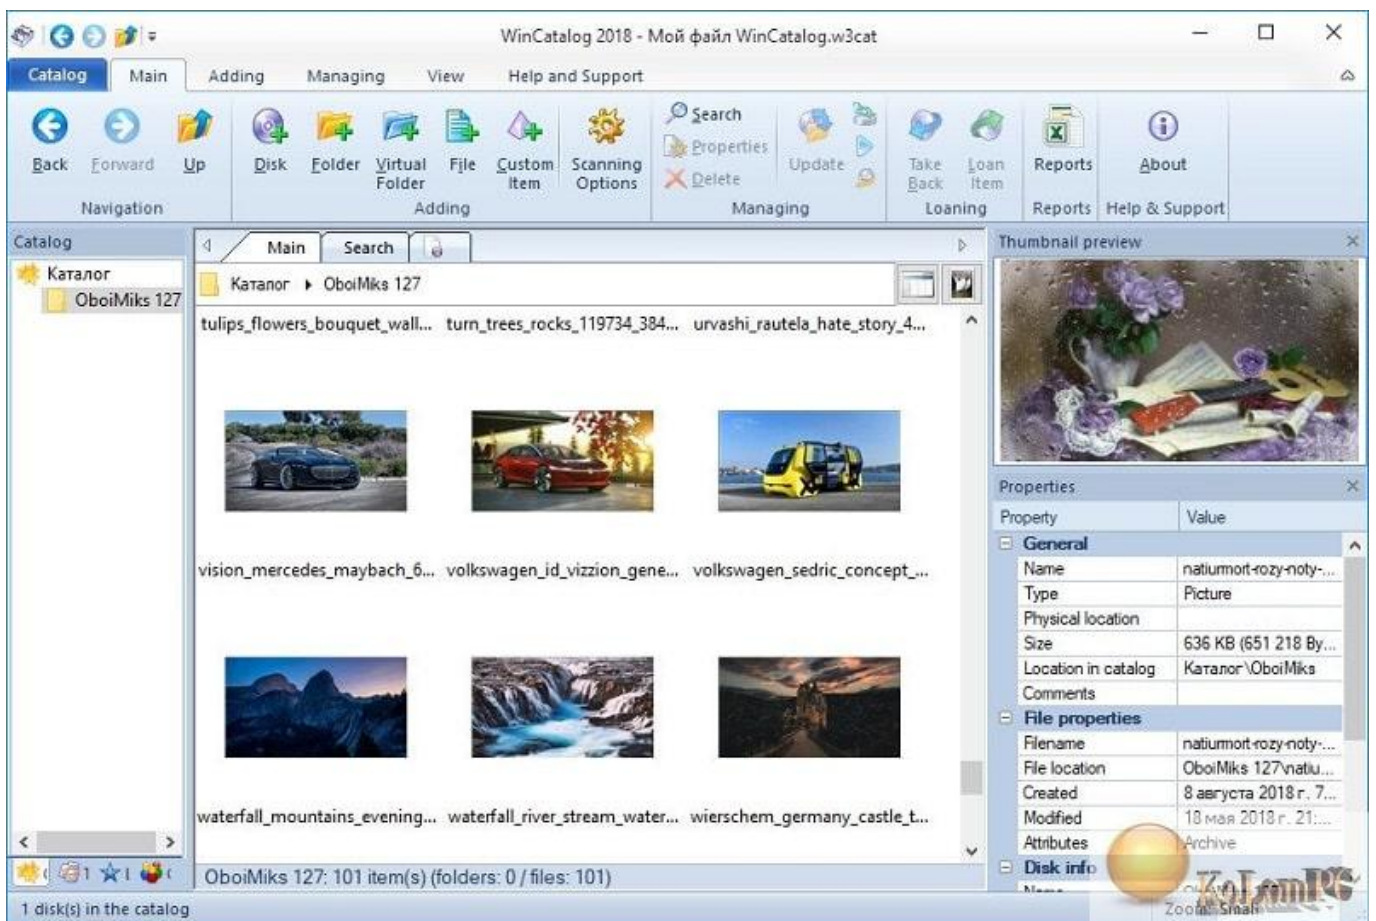 WinCatalog 2018 - Мой файл WinCatalog.w3cat
Catalog Main Adding Managing View Help and Support
Back Forward Up
Navigation
Disk Folder Virtual Folder File Custom Item Scanning Options
Adding
Search
Properties
Delete
Update
Managing
Take Back Loan Item
Loaning
Reports
Reports
About
Help & Support
Catalog
Каталог
OboiMiks 127
Main Search
Каталог OboiMiks 127
tulips_flowers_bouquet_wall... turn_trees_rocks_119734_384... urvashi_rautela_hate_story_4...
vision_mercedes_maybach_6... volkswagen_id_vizzion_gene... volkswagen_sedric_concept_...
waterfall_mountains_evening... waterfall_river_stream_water... wierschem_germany_castle_t...
OboiMiks 127: 101 item(s) (folders: 0 / files: 101)
Thumbnail preview
Properties
Property Value
General
Name natiurmort-rozy-noty-...
Type Picture
Physical location
Size 636 KB (651 218 By...
Location in catalog Каталог\OboiMiks
Comments
File properties
Filename natiurmort-rozy-noty-...
File location OboiMiks 127\natiu...
Created 8 августа 2018 г. 7...
Modified 18 мая 2018 г. 21:...
Attributes Archive
Disk info
1 disk(s) in the catalog
Zoom: Small
KoLomPC